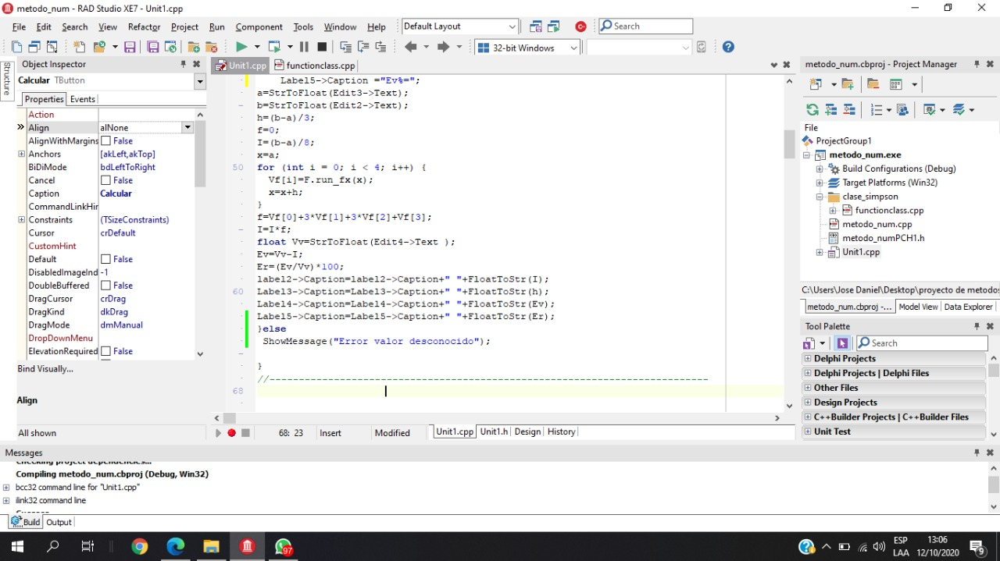 metodo_num - RAD Studio XE7 - Unit1.cpp
File Edit Search View Refactor Project Run Component Tools Window Help
Default Layout
Search
32-bit Windows
Structure
Object Inspector
Calcular TButton
Properties Events
Action
Align alNone
AlignWithMargins False
Anchors [akLeft,akTop]
BiDiMode bdLeftToRight
Cancel False
Caption Calcular
CommandLinkHir
Constraints (TSizeConstraints)
Cursor crDefault
CustomHint
Default False
DisabledImageInd -1
DoubleBuffered False
DragCursor crDrag
DragKind dkDrag
DragMode dmManual
DropDownMenu
ElevationRequired False
Bind Visually...
Align
All shown
Unit1.cpp functionclass.cpp
Label5->Caption ="Ev%=";
a=StrToFloat(Edit3->Text);
b=StrToFloat(Edit2->Text);
h=(b-a)/3;
f=0;
I=(b-a)/8;
x=a;
50 for (int i = 0; i < 4; i++) {
Vf[i]=F.run_fx(x);
x=x+h;
}
f=Vf[0]+3*Vf[1]+3*Vf[2]+Vf[3];
I=I*f;
float Vv=StrToFloat(Edit4->Text );
Ev=Vv-I;
Er=(Ev/Vv)*100;
label2->Caption=label2->Caption+" "+FloatToStr(I);
60 Label3->Caption=Label3->Caption+" "+FloatToStr(h);
Label4->Caption=Label4->Caption+" "+FloatToStr(Ev);
Label5->Caption=Label5->Caption+" "+FloatToStr(Er);
}else
ShowMessage("Error valor desconocido");
}
//---------------------------------------------------------------------------
68
68: 23 Insert Modified Unit1.cpp Unit1.h Design History
metodo_num.cbproj - Project Manager
File
ProjectGroup1
metodo_num.exe
Build Configurations (Debug)
Target Platforms (Win32)
clase_simpson
functionclass.cpp
metodo_num.cpp
metodo_numPCH1.h
Unit1.cpp
C:\Users\Jose Daniel\Desktop\proyecto de metodos
metodo_num.cbproj -... Model View Data Explorer
Tool Palette
Search
Delphi Projects
Delphi Projects | Delphi Files
Other Files
Design Projects
C++Builder Projects | C++Builder Files
Unit Test
Messages
Checking project dependencies...
Compiling metodo_num.cbproj (Debug, Win32)
bcc32 command line for "Unit1.cpp"
ilink32 command line
Success
Build Output
97
ESP
LAA
13:06
12/10/2020
9